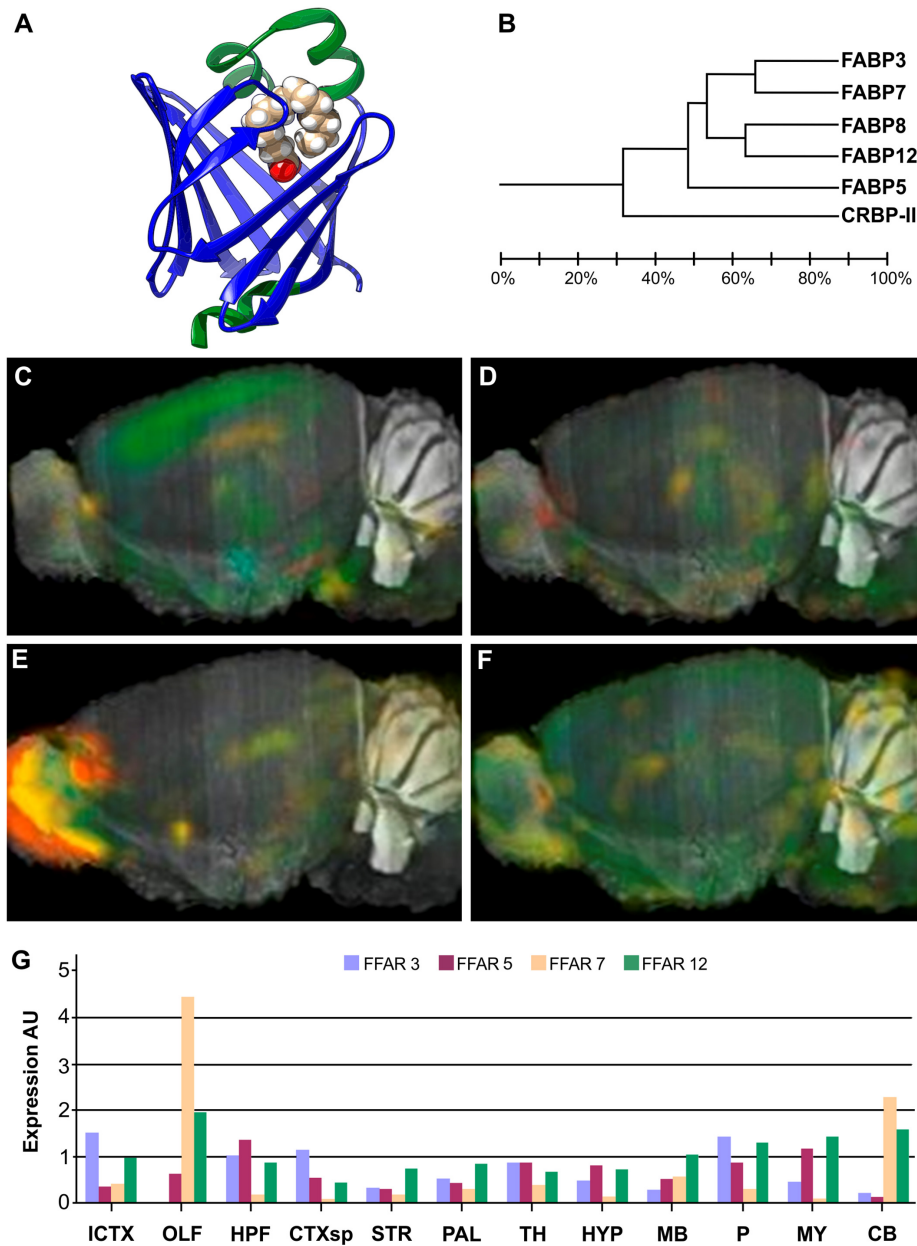 A
B
FABP3
FABP7
FABP8
FABP12
FABP5
CRBP-II
0% 20% 40% 60% 80% 100%
C
D
E
F
G
FFAR 3 FFAR 5 FFAR 7 FFAR 12
Expression AU
5
4
3
2
1
0
ICTX OLF HPF CTXsp STR PAL TH HYP MB P MY CB